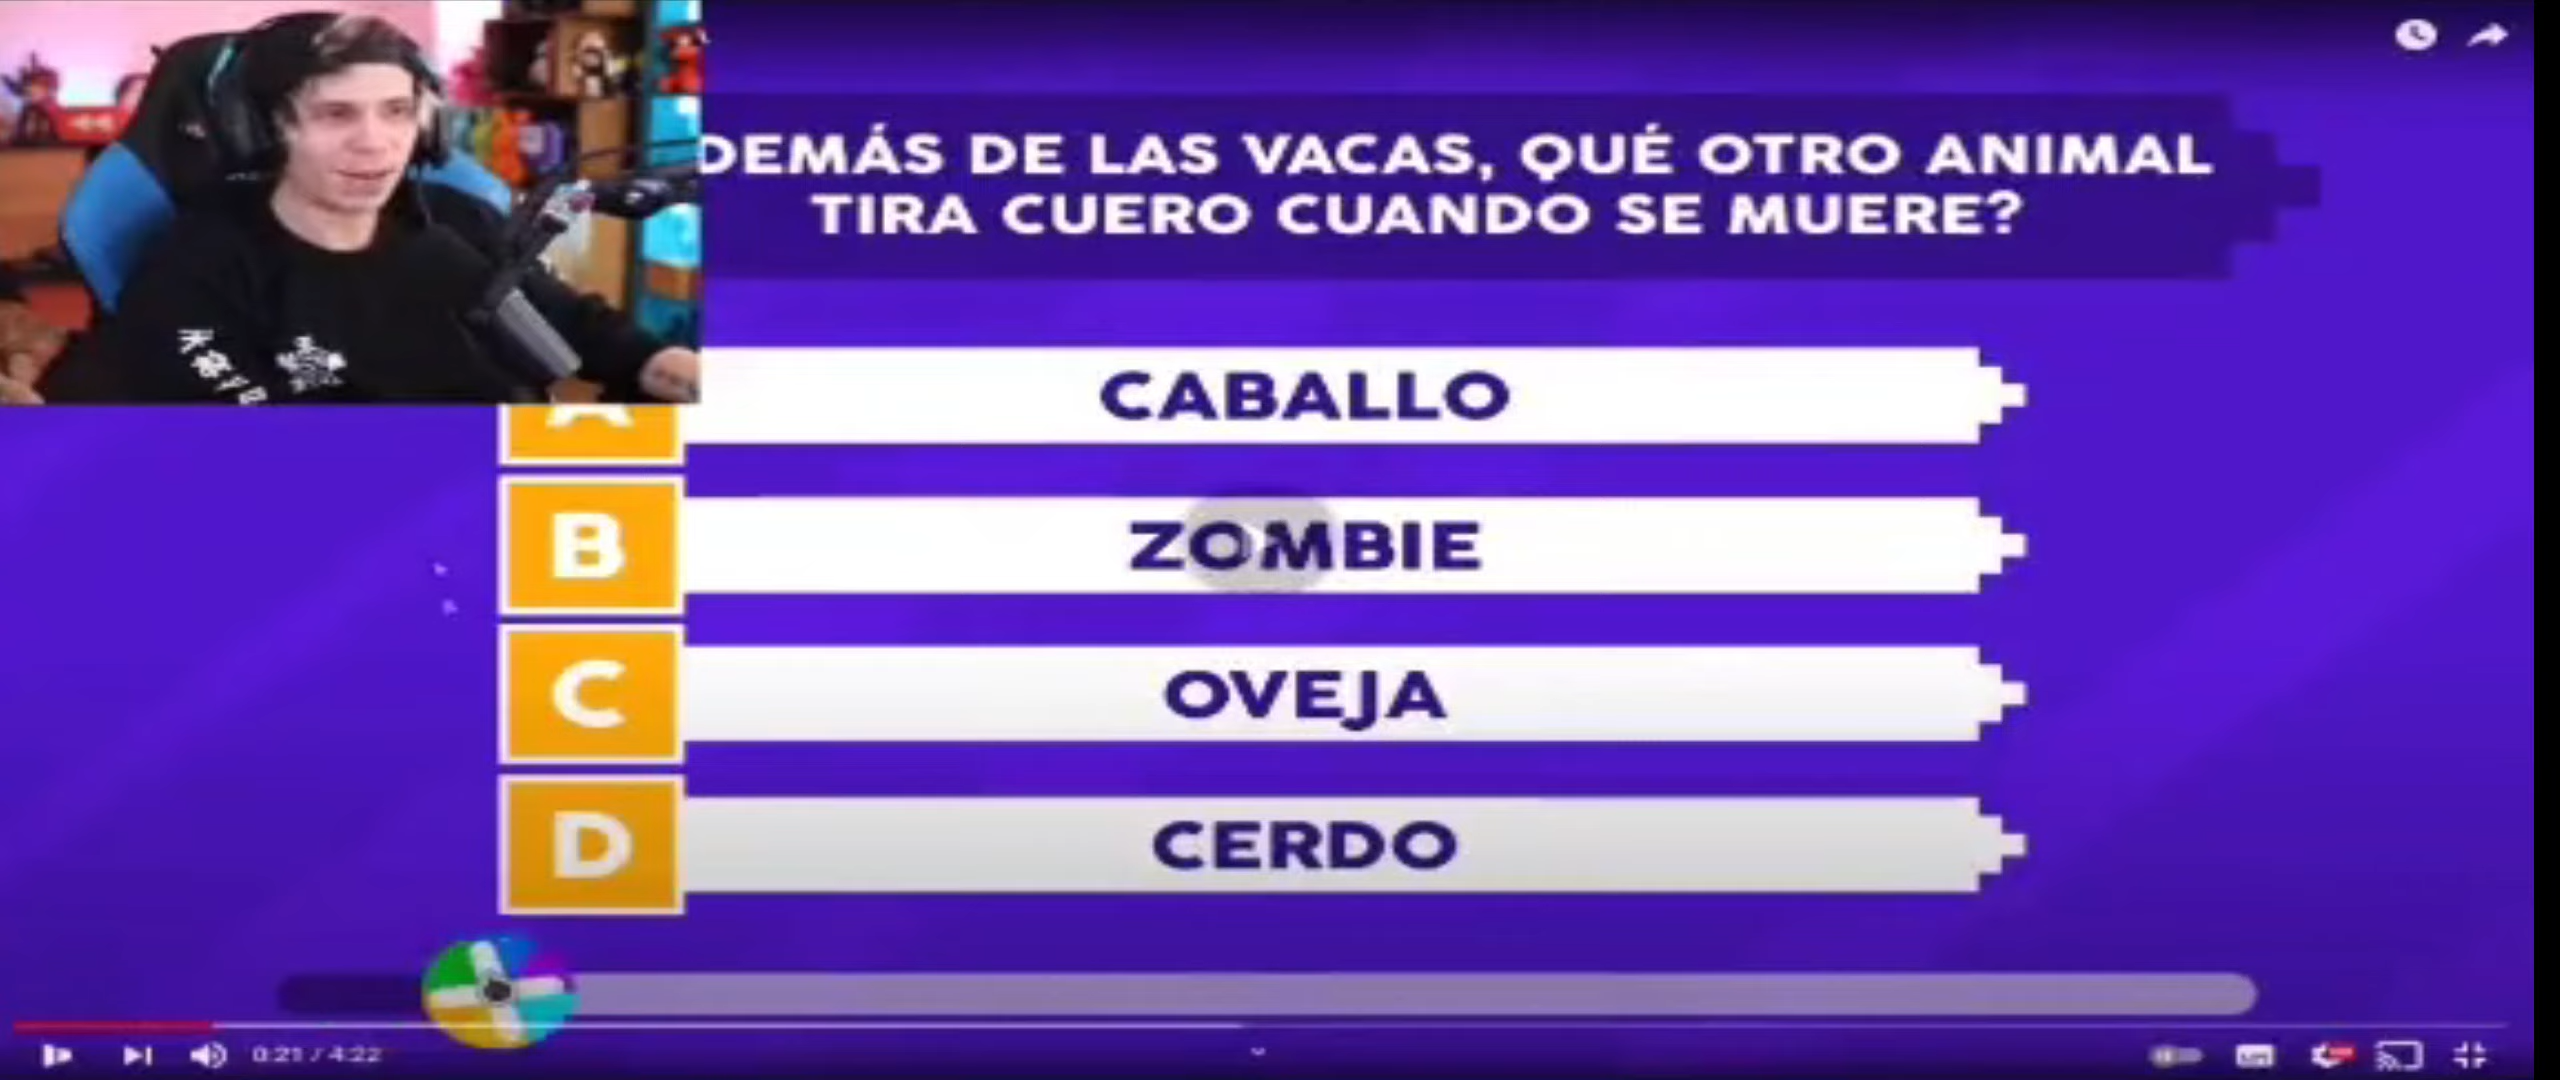 DEMÁS DE LAS VACAS, QUÉ OTRO ANIMAL
TIRA CUERO CUANDO SE MUERE?
A CABALLO
B ZOMBIE
C OVEJA
D CERDO
0:21 / 4:22